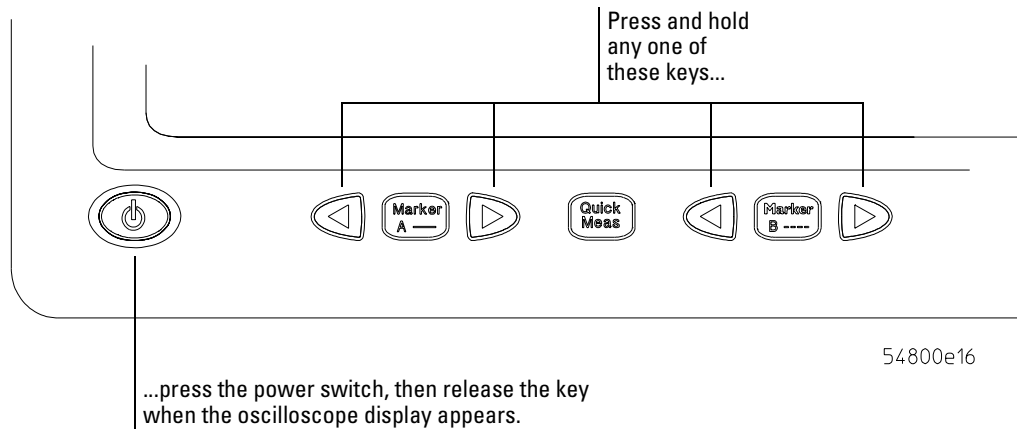 Press and hold
any one of
these keys...
Marker
A —
Quick
Meas
Marker
B ----
54800e16
...press the power switch, then release the key
when the oscilloscope display appears.